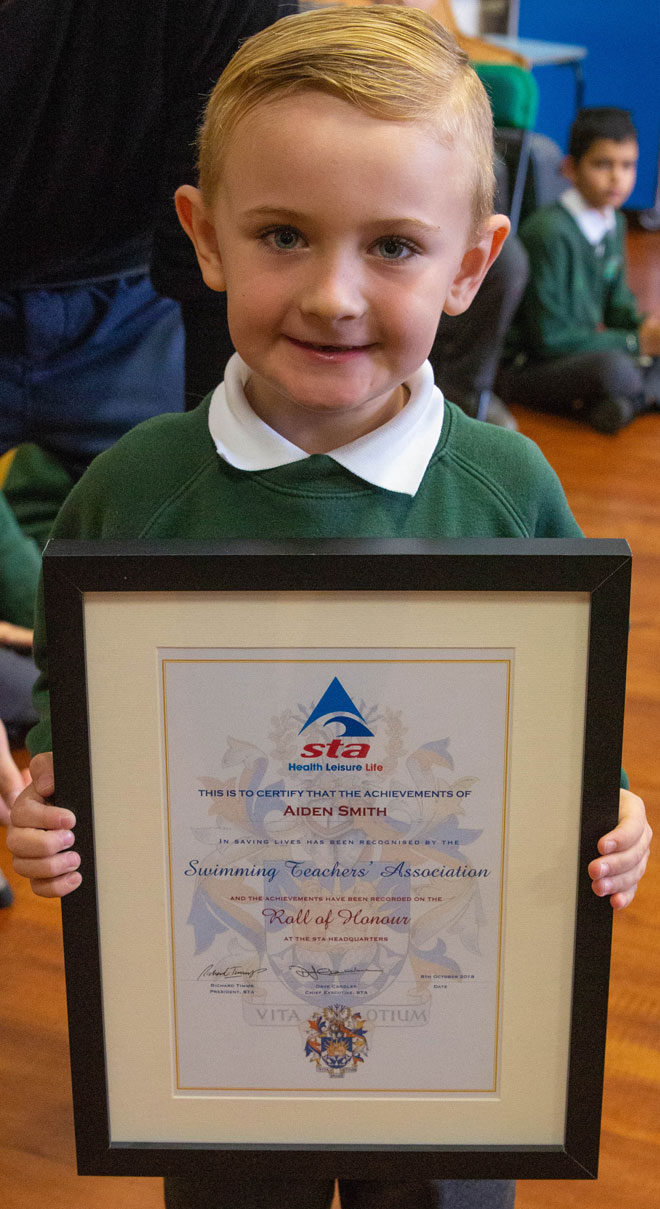 sta
Health Leisure Life
THIS IS TO CERTIFY THAT THE ACHIEVEMENTS OF
AIDEN SMITH
IN SAVING LIVES HAS BEEN RECOGNISED BY THE
Swimming Teachers' Association
AND THE ACHIEVEMENTS HAVE BEEN RECORDED ON THE
Roll of Honour
AT THE STA HEADQUARTERS
RICHARD TIMMS
PRESIDENT, STA
DAVE CANDLER
CHIEF EXECUTIVE, STA
8TH OCTOBER 2018
DATE
VITA OTIUM